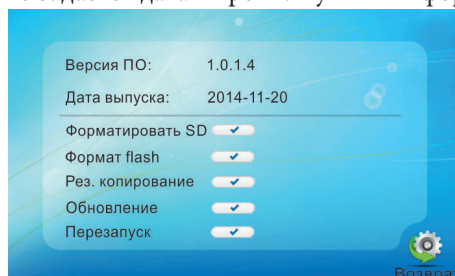 Версия ПО: 1.0.1.4
Дата выпуска: 2014-11-20
Форматировать SD
Формат flash
Рез. копирование
Обновление
Перезапуск